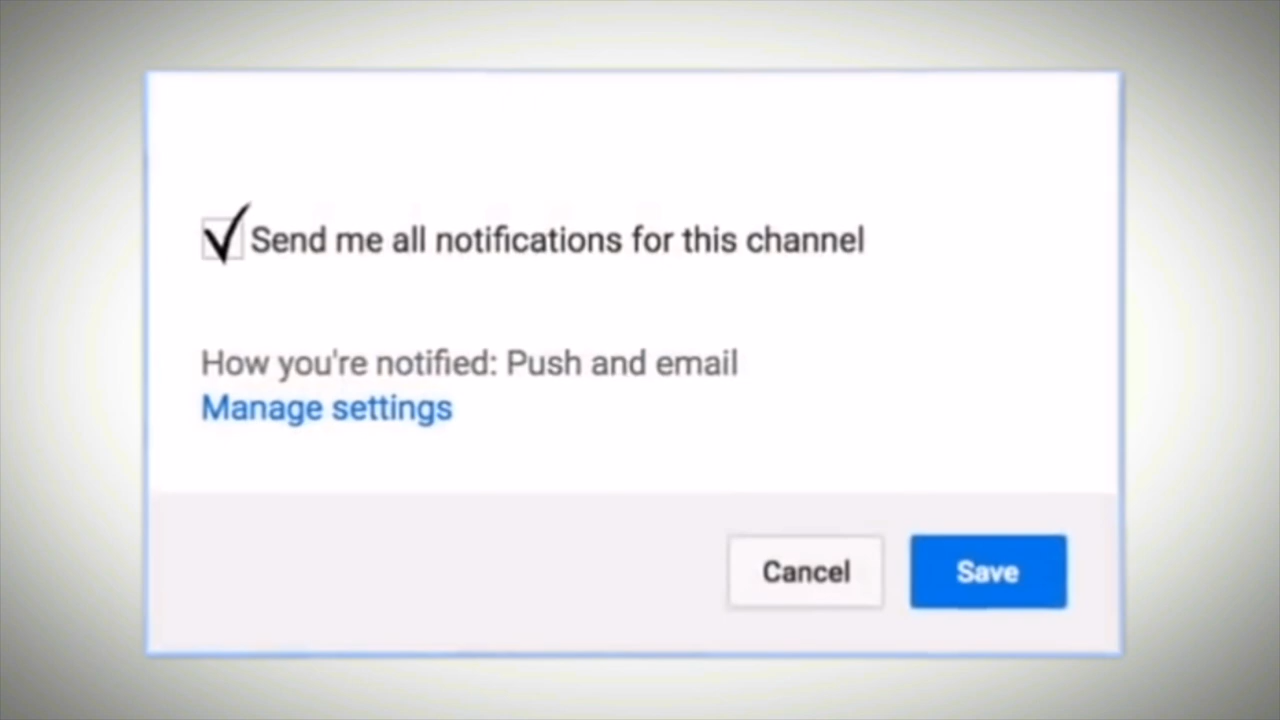 Send me all notifications for this channel
How you're notified: Push and email
Manage settings
Cancel
Save